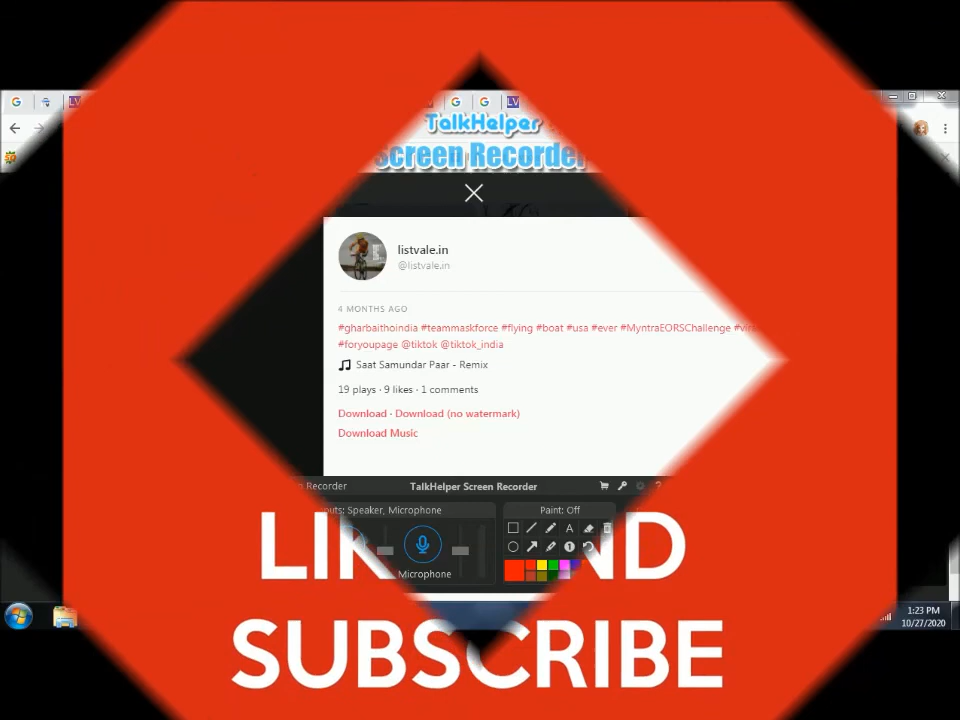 TalkHelper
Screen Recorder
listvale.in
@listvale.in
4 MONTHS AGO
#gharbaithoindia #teammaskforce #flying #boat #usa #ever #MyntraEORSChallenge
#foryoupage @tiktok @tiktok_india
Saat Samundar Paar - Remix
19 plays · 9 likes · 1 comments
Download · Download (no watermark)
Download Music
Recorder
TalkHelper Screen Recorder
Speaker, Microphone
Paint: Off
Microphone
SUBSCRIBE
1:23 PM
10/27/2020